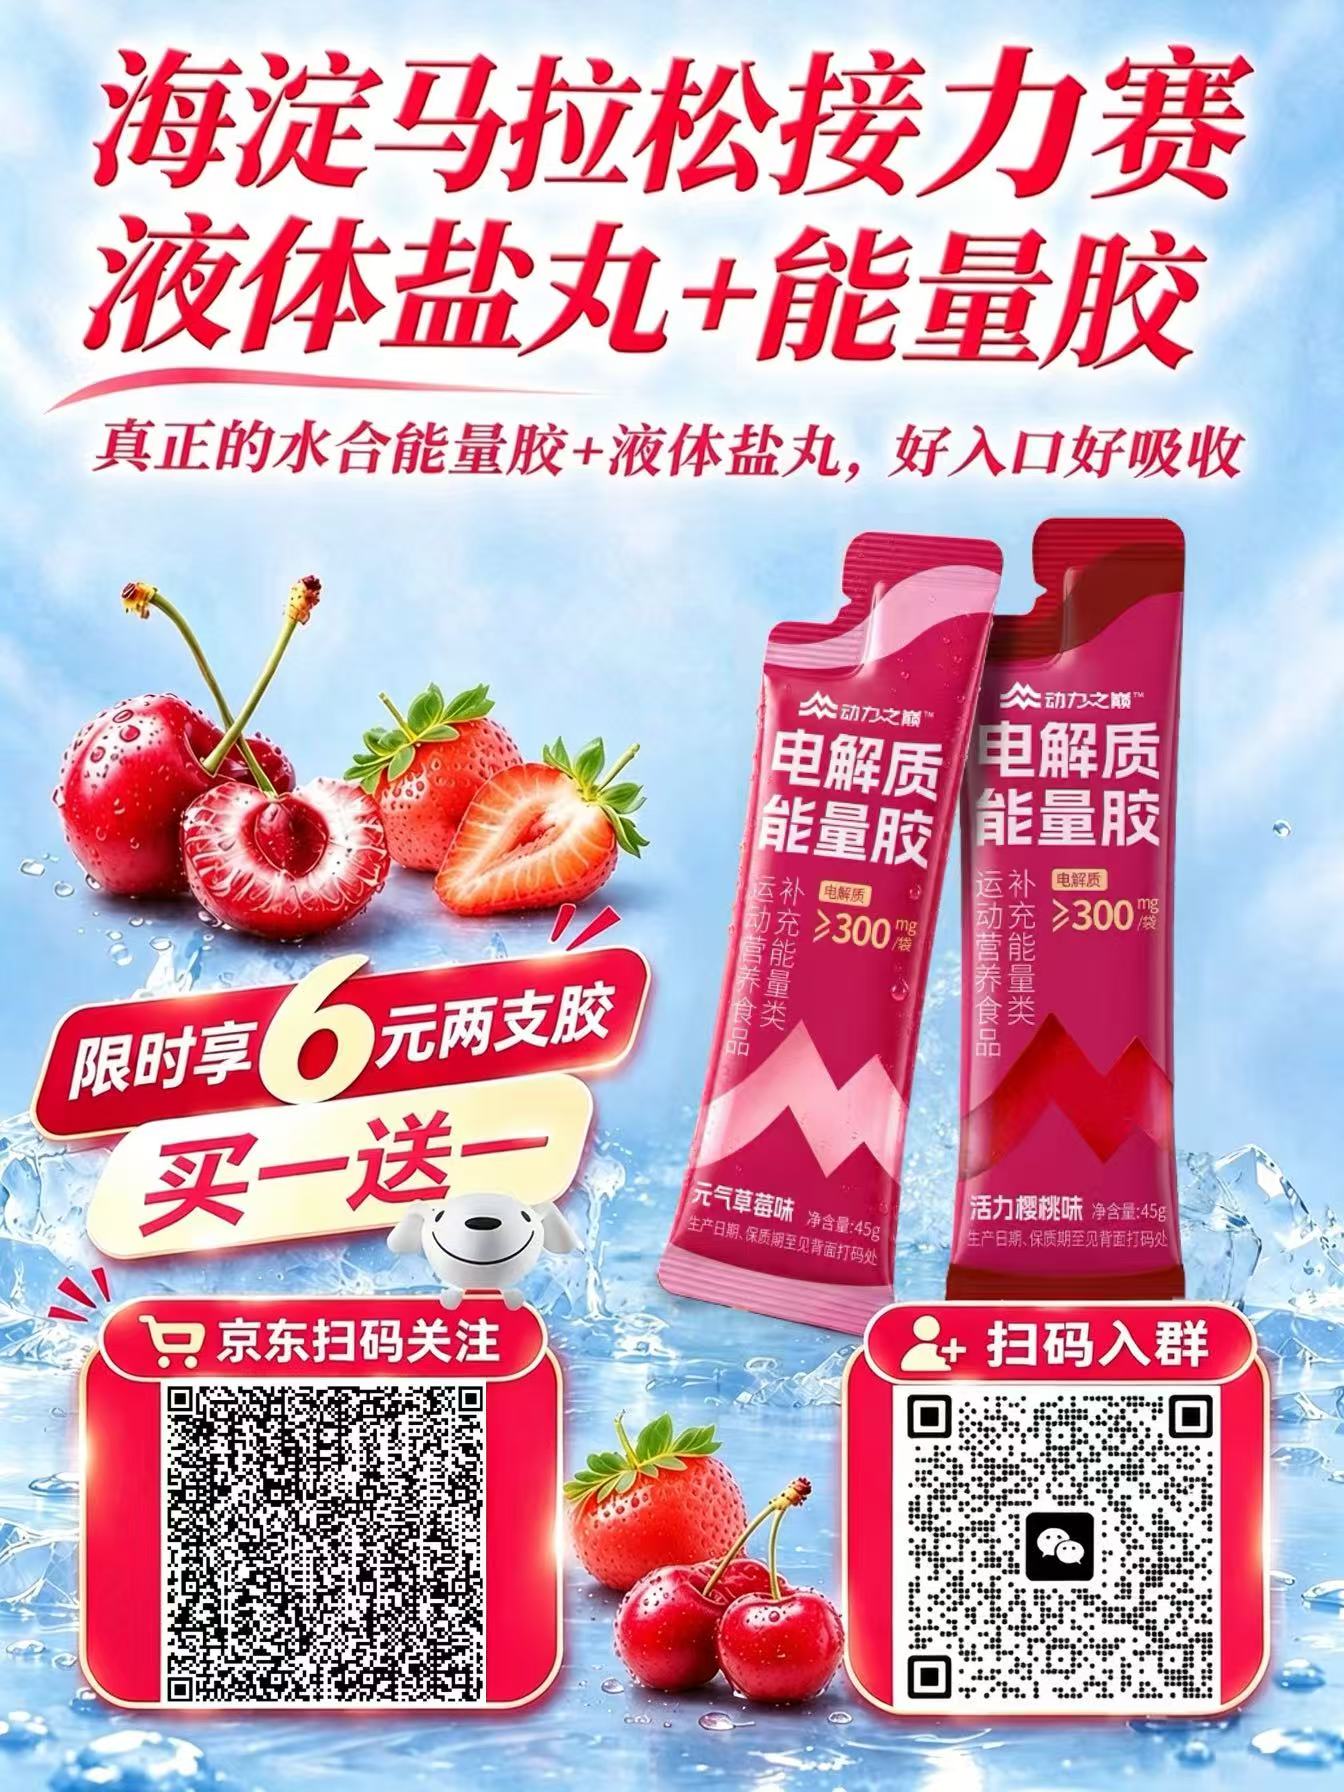 海淀马拉松接力赛
液体盐丸+能量胶
真正的水合能量胶+液体盐丸，好入口好吸收
动力之巅™
电解质
能量胶
补充能量类
运动营养食品
电解质
≥300mg/袋
元气草莓味 净含量:45g
生产日期、保质期至见背面打码处
动力之巅™
电解质
能量胶
补充能量类
运动营养食品
电解质
≥300mg/袋
活力樱桃味 净含量:45g
生产日期、保质期至见背面打码处
限时享6元两支胶
买一送一
京东扫码关注
扫码入群